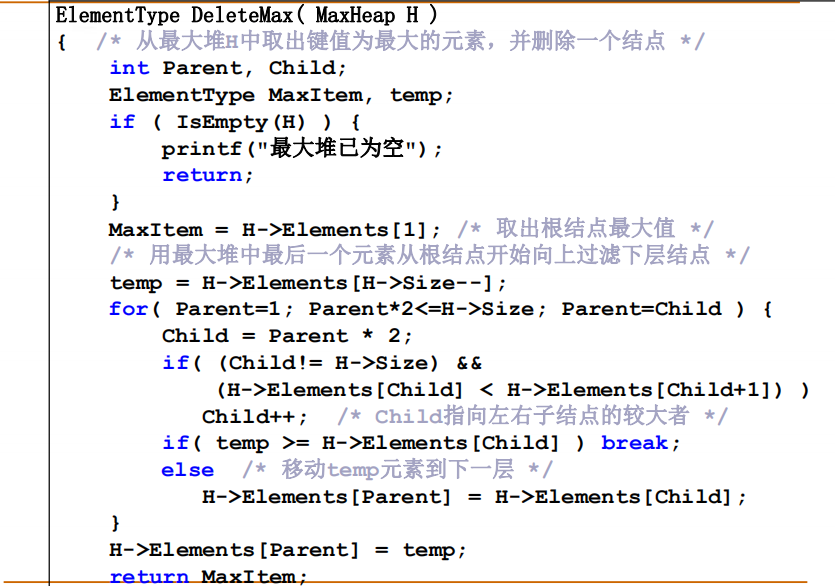 ElementType DeleteMax( MaxHeap H )
{  /* 从最大堆H中取出键值为最大的元素，并删除一个结点 */
    int Parent, Child;
    ElementType MaxItem, temp;
    if ( IsEmpty(H) ) {
        printf("最大堆已为空");
        return;
    }
    MaxItem = H->Elements[1]; /* 取出根结点最大值 */
    /* 用最大堆中最后一个元素从根结点开始向上过滤下层结点 */
    temp = H->Elements[H->Size--];
    for( Parent=1; Parent*2<=H->Size; Parent=Child ) {
        Child = Parent * 2;
        if( (Child!= H->Size) &&
            (H->Elements[Child] < H->Elements[Child+1]) )
           Child++;  /* Child指向左右子结点的较大者 */
        if( temp >= H->Elements[Child] ) break;
        else  /* 移动temp元素到下一层 */
           H->Elements[Parent] = H->Elements[Child];
    }
    H->Elements[Parent] = temp;
    return MaxItem;